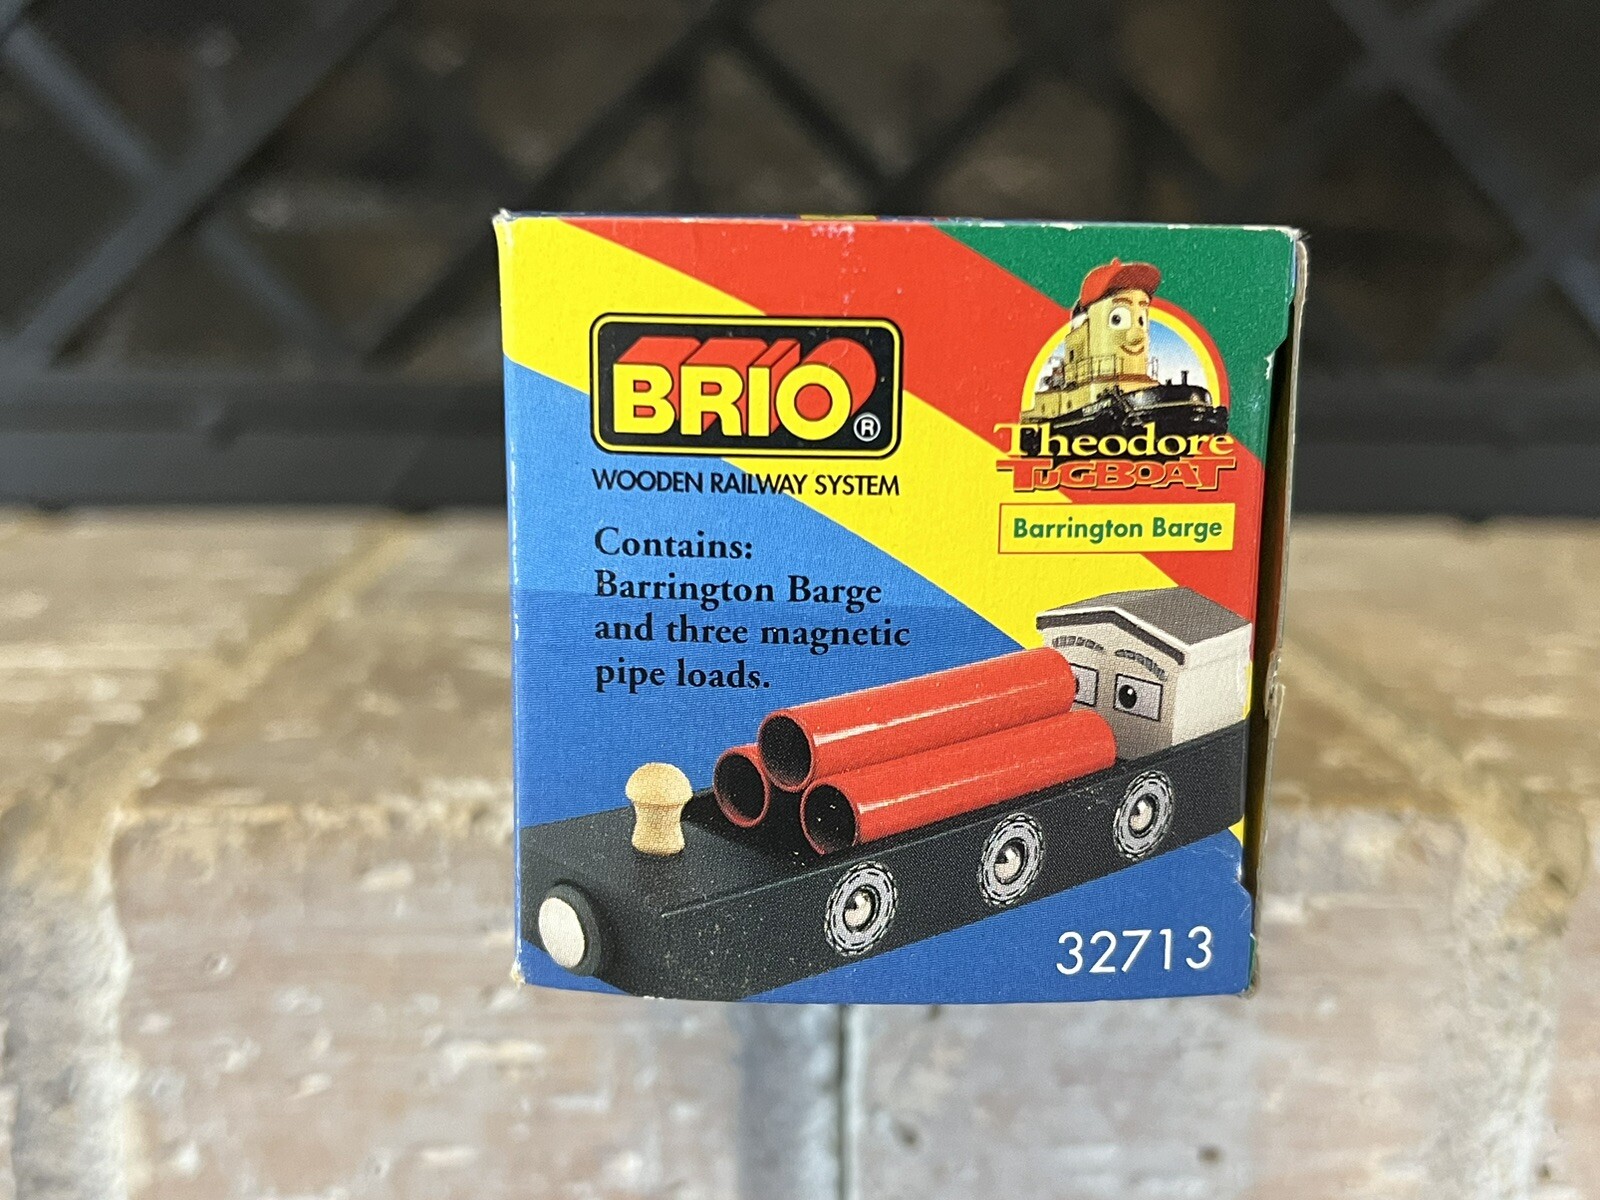 BRIO®
WOODEN RAILWAY SYSTEM
Contains:
Barrington Barge
and three magnetic
pipe loads.
Theodore
TUGBOAT
Barrington Barge
32713